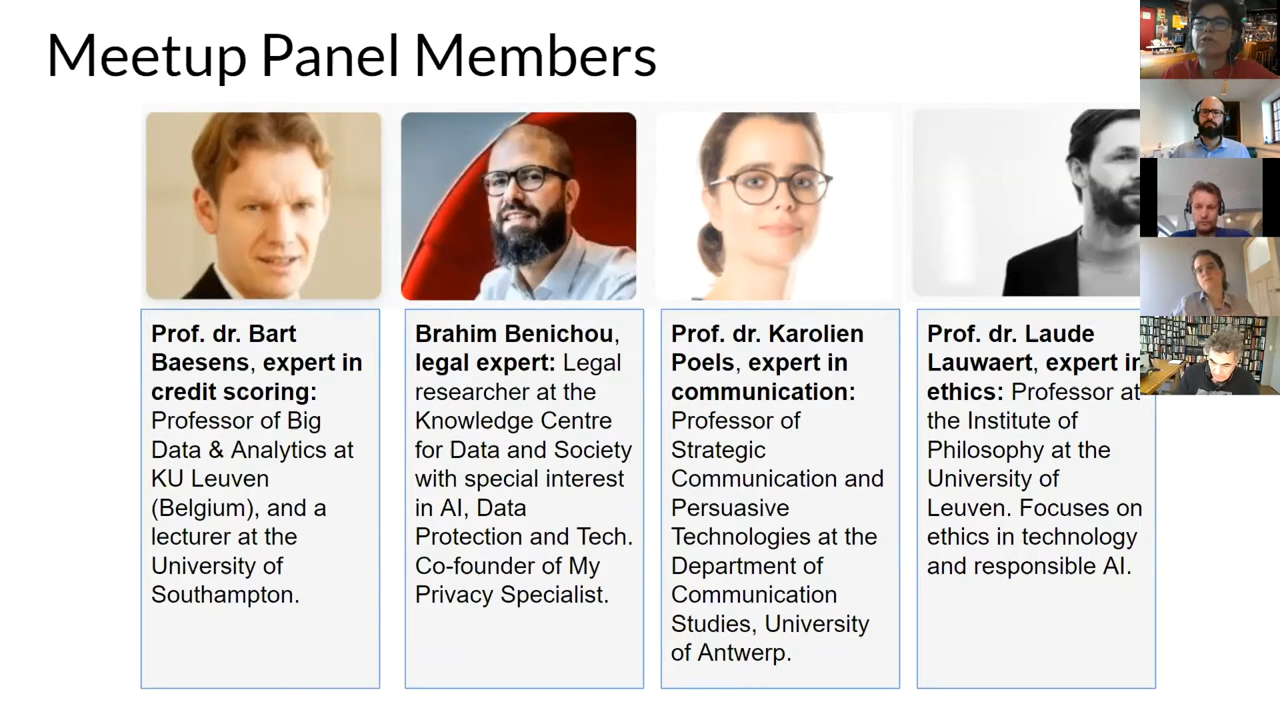 Meetup Panel Members
Prof. dr. Bart
Baesens, expert in
credit scoring:
Professor of Big
Data & Analytics at
KU Leuven
(Belgium), and a
lecturer at the
University of
Southampton.
Brahim Benichou,
legal expert: Legal
researcher at the
Knowledge Centre
for Data and Society
with special interest
in AI, Data
Protection and Tech.
Co-founder of My
Privacy Specialist.
Prof. dr. Karolien
Poels, expert in
communication:
Professor of
Strategic
Communication and
Persuasive
Technologies at the
Department of
Communication
Studies, University
of Antwerp.
Prof. dr. Laude
Lauwaert, expert in
ethics: Professor at
the Institute of
Philosophy at the
University of
Leuven. Focuses on
ethics in technology
and responsible AI.